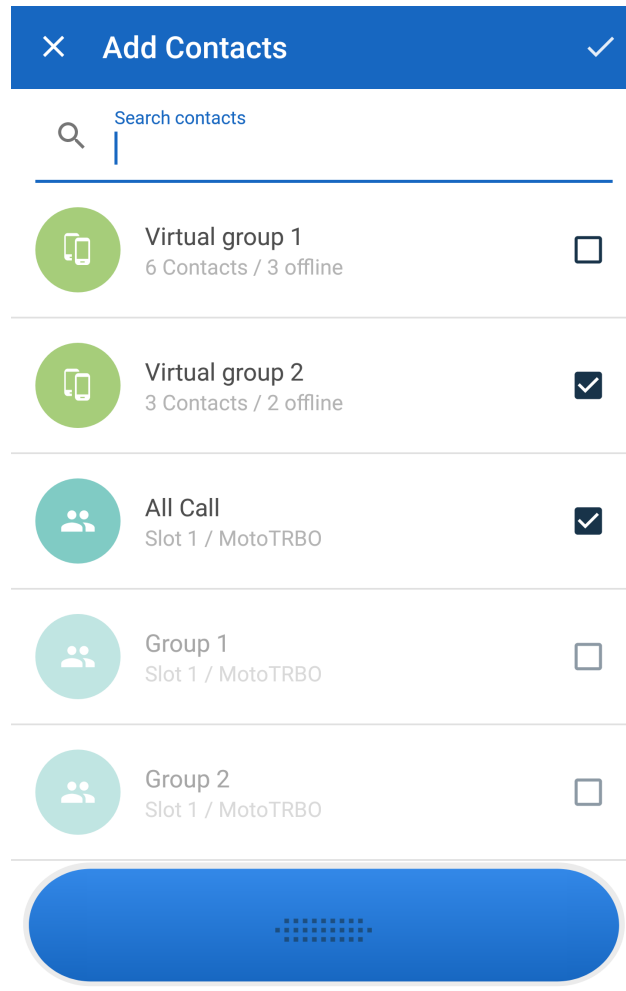 Add Contacts
Search contacts
Virtual group 1
6 Contacts / 3 offline
Virtual group 2
3 Contacts / 2 offline
All Call
Slot 1 / MotoTRBO
Group 1
Slot 1 / MotoTRBO
Group 2
Slot 1 / MotoTRBO